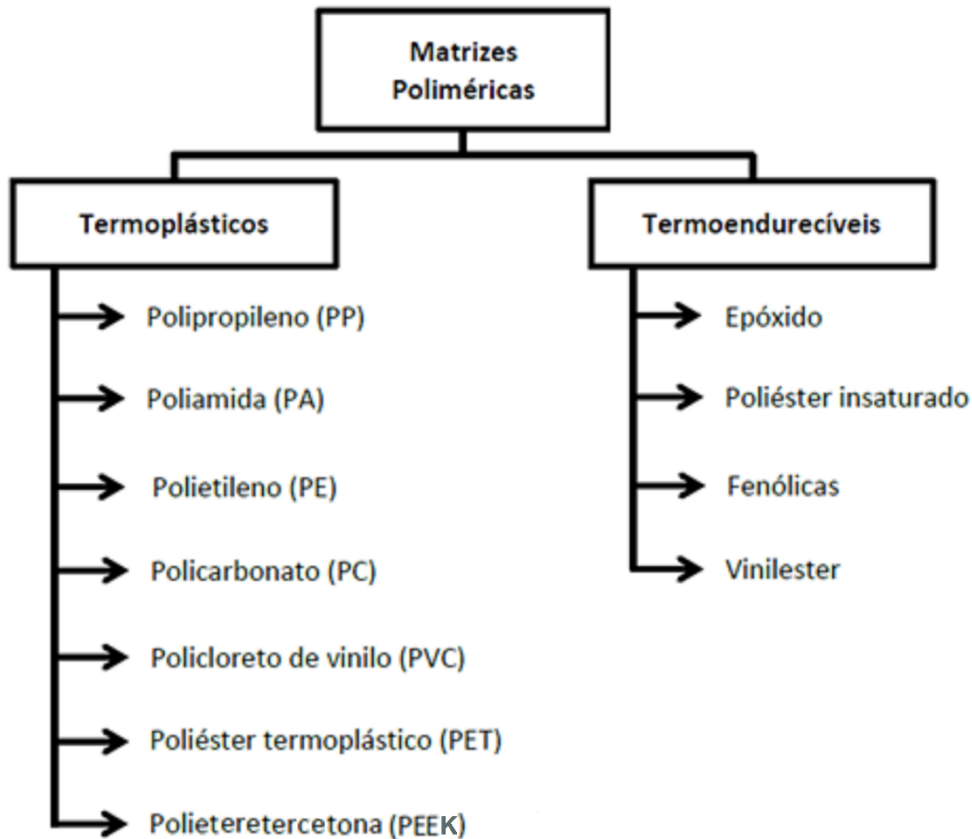 Matrizes
Poliméricas
Termoplásticos
Polipropileno (PP)
Poliamida (PA)
Polietileno (PE)
Policarbonato (PC)
Policloreto de vinilo (PVC)
Poliéster termoplástico (PET)
Polieteretercetona (PEEK)
Termoendurecíveis
Epóxido
Poliéster insaturado
Fenólicas
Vinilester